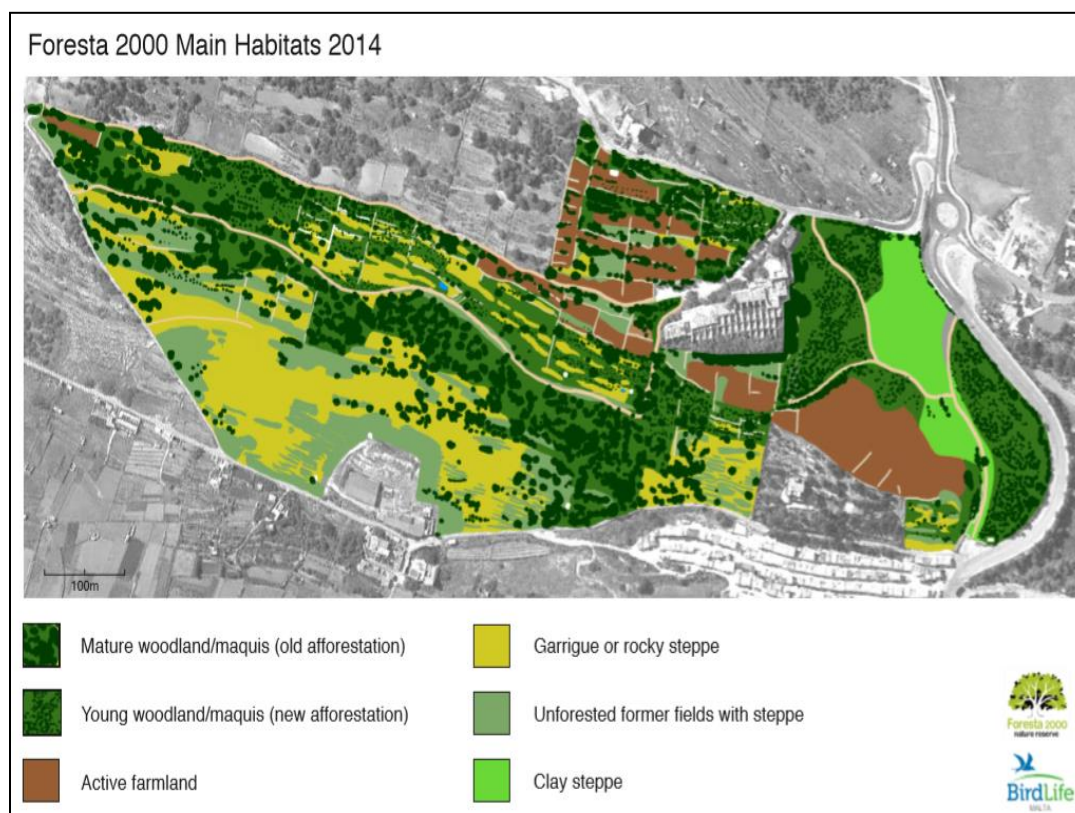 Foresta 2000 Main Habitats 2014
100m
Mature woodland/maquis (old afforestation)
Garrigue or rocky steppe
Young woodland/maquis (new afforestation)
Unforested former fields with steppe
Active farmland
Clay steppe
Foresta 2000
nature reserve
BirdLife
MALTA